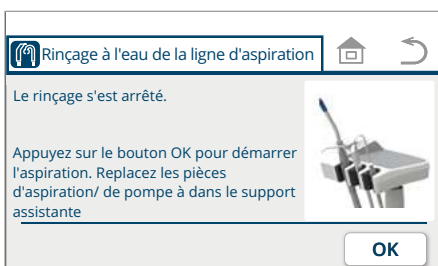 Rinçage à l'eau de la ligne d'aspiration
Le rinçage s'est arrêté.
Appuyez sur le bouton OK pour démarrer
l'aspiration. Replacez les pièces
d'aspiration/ de pompe à dans le support
assistante
OK